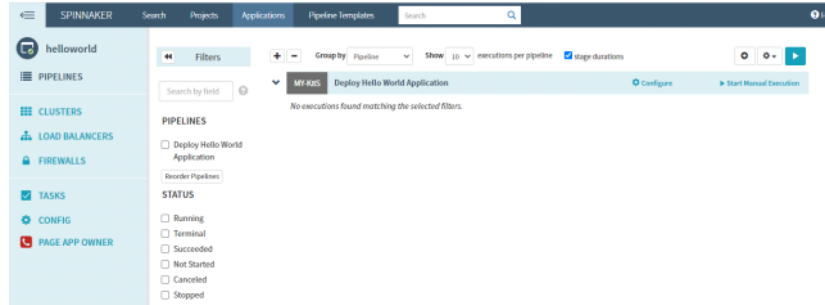 SPINNAKER Search Projects Applications Pipeline Templates Search
helloworld
PIPELINES
CLUSTERS
LOAD BALANCERS
FIREWALLS
TASKS
CONFIG
PAGE APP OWNER
Filters
Search by field
PIPELINES
Deploy Hello World
Application
Reorder Pipelines
STATUS
Running
Terminal
Succeeded
Not Started
Canceled
Stopped
Group by Pipeline Show 10 executions per pipeline stage durations
MY-K8S Deploy Hello World Application Configure Start Manual Execution
No executions found matching the selected filters.